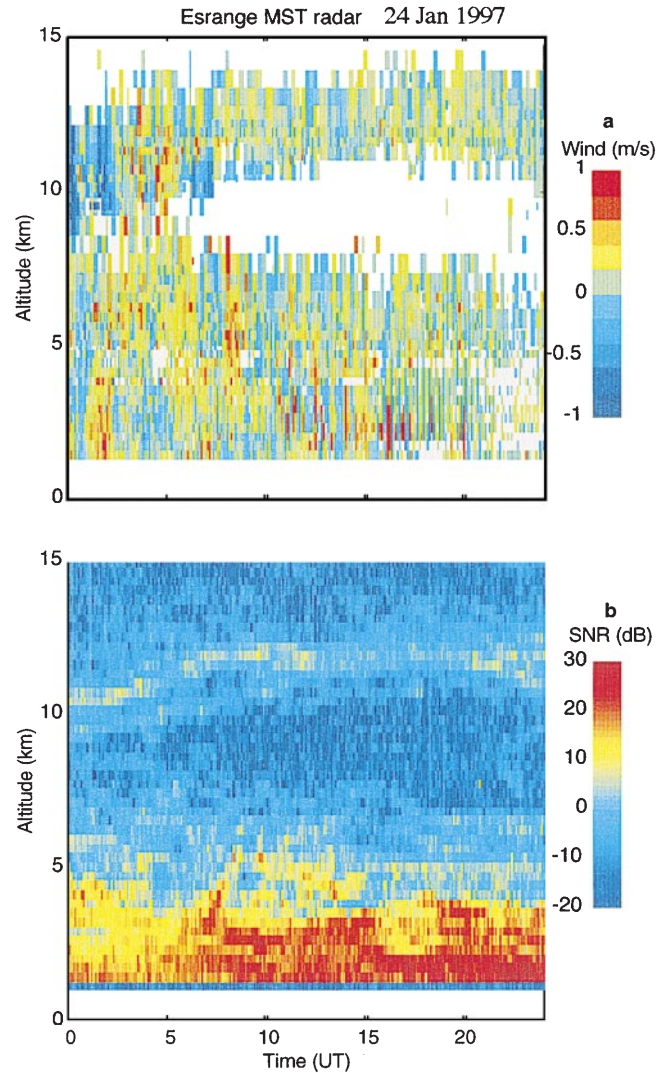 Esrange MST radar 24 Jan 1997
15
10
5
0
Altitude (km)
a
Wind (m/s)
1
0.5
0
-0.5
-1
15
10
5
0
Altitude (km)
0 5 10 15 20
Time (UT)
b
SNR (dB)
30
20
10
0
-10
-20